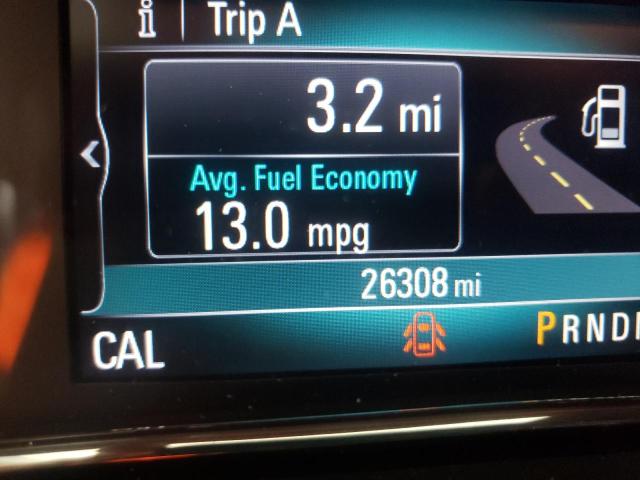 i Trip A
3.2 mi
Avg. Fuel Economy
13.0 mpg
26308 mi
CAL
PRND